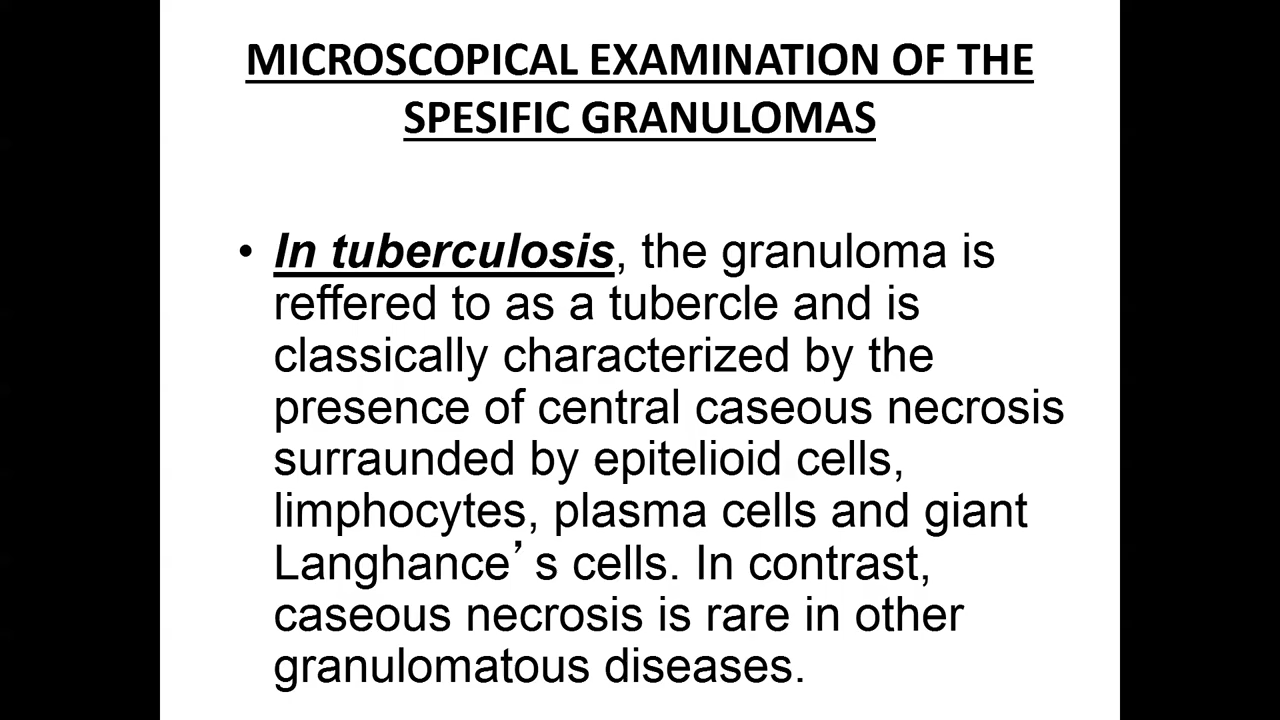 MICROSCOPICAL EXAMINATION OF THE
SPESIFIC GRANULOMAS
• In tuberculosis, the granuloma is
reffered to as a tubercle and is
classically characterized by the
presence of central caseous necrosis
surraunded by epitelioid cells,
limphocytes, plasma cells and giant
Langhance’s cells. In contrast,
caseous necrosis is rare in other
granulomatous diseases.